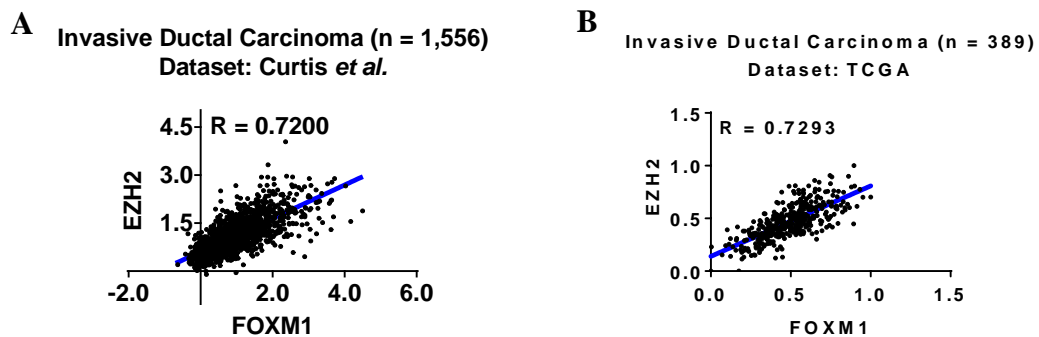 A
Invasive Ductal Carcinoma (n = 1,556)
Dataset: Curtis et al.
R = 0.7200
4.5
3.0
1.5
EZH2
-2.0
2.0
4.0
6.0
FOXM1
B
Invasive Ductal Carcinoma (n = 389)
Dataset: TCGA
R = 0.7293
1.5
1.0
0.5
0.0
EZH2
0.0
0.5
1.0
1.5
FOXM1